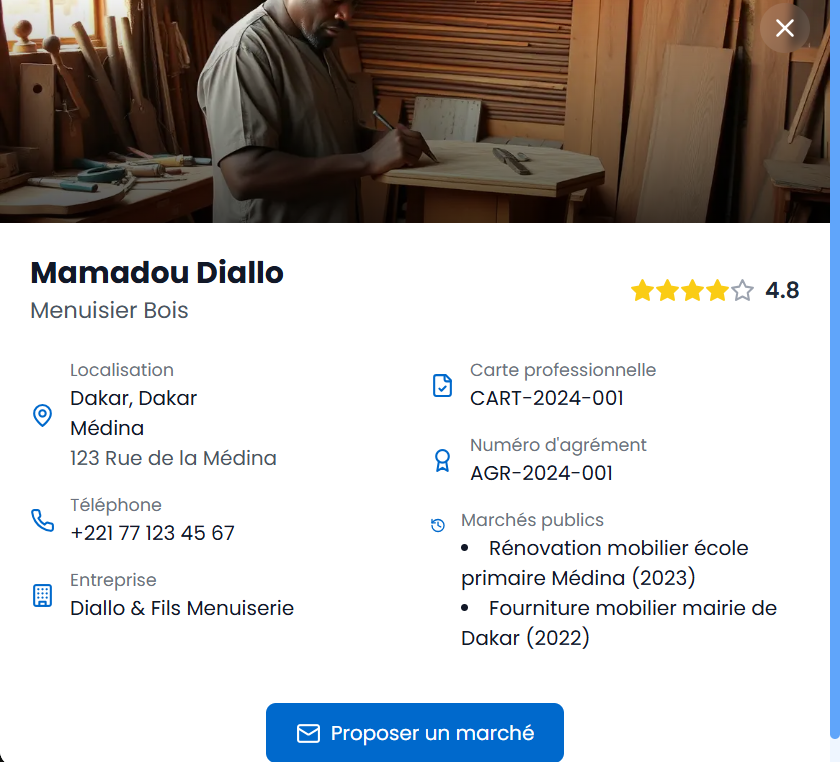 Mamadou Diallo
Menuisier Bois
4.8
Localisation
Dakar, Dakar
Médina
123 Rue de la Médina
Téléphone
+221 77 123 45 67
Entreprise
Diallo & Fils Menuiserie
Carte professionnelle
CART-2024-001
Numéro d'agrément
AGR-2024-001
Marchés publics
• Rénovation mobilier école
primaire Médina (2023)
• Fourniture mobilier mairie de
Dakar (2022)
Proposer un marché